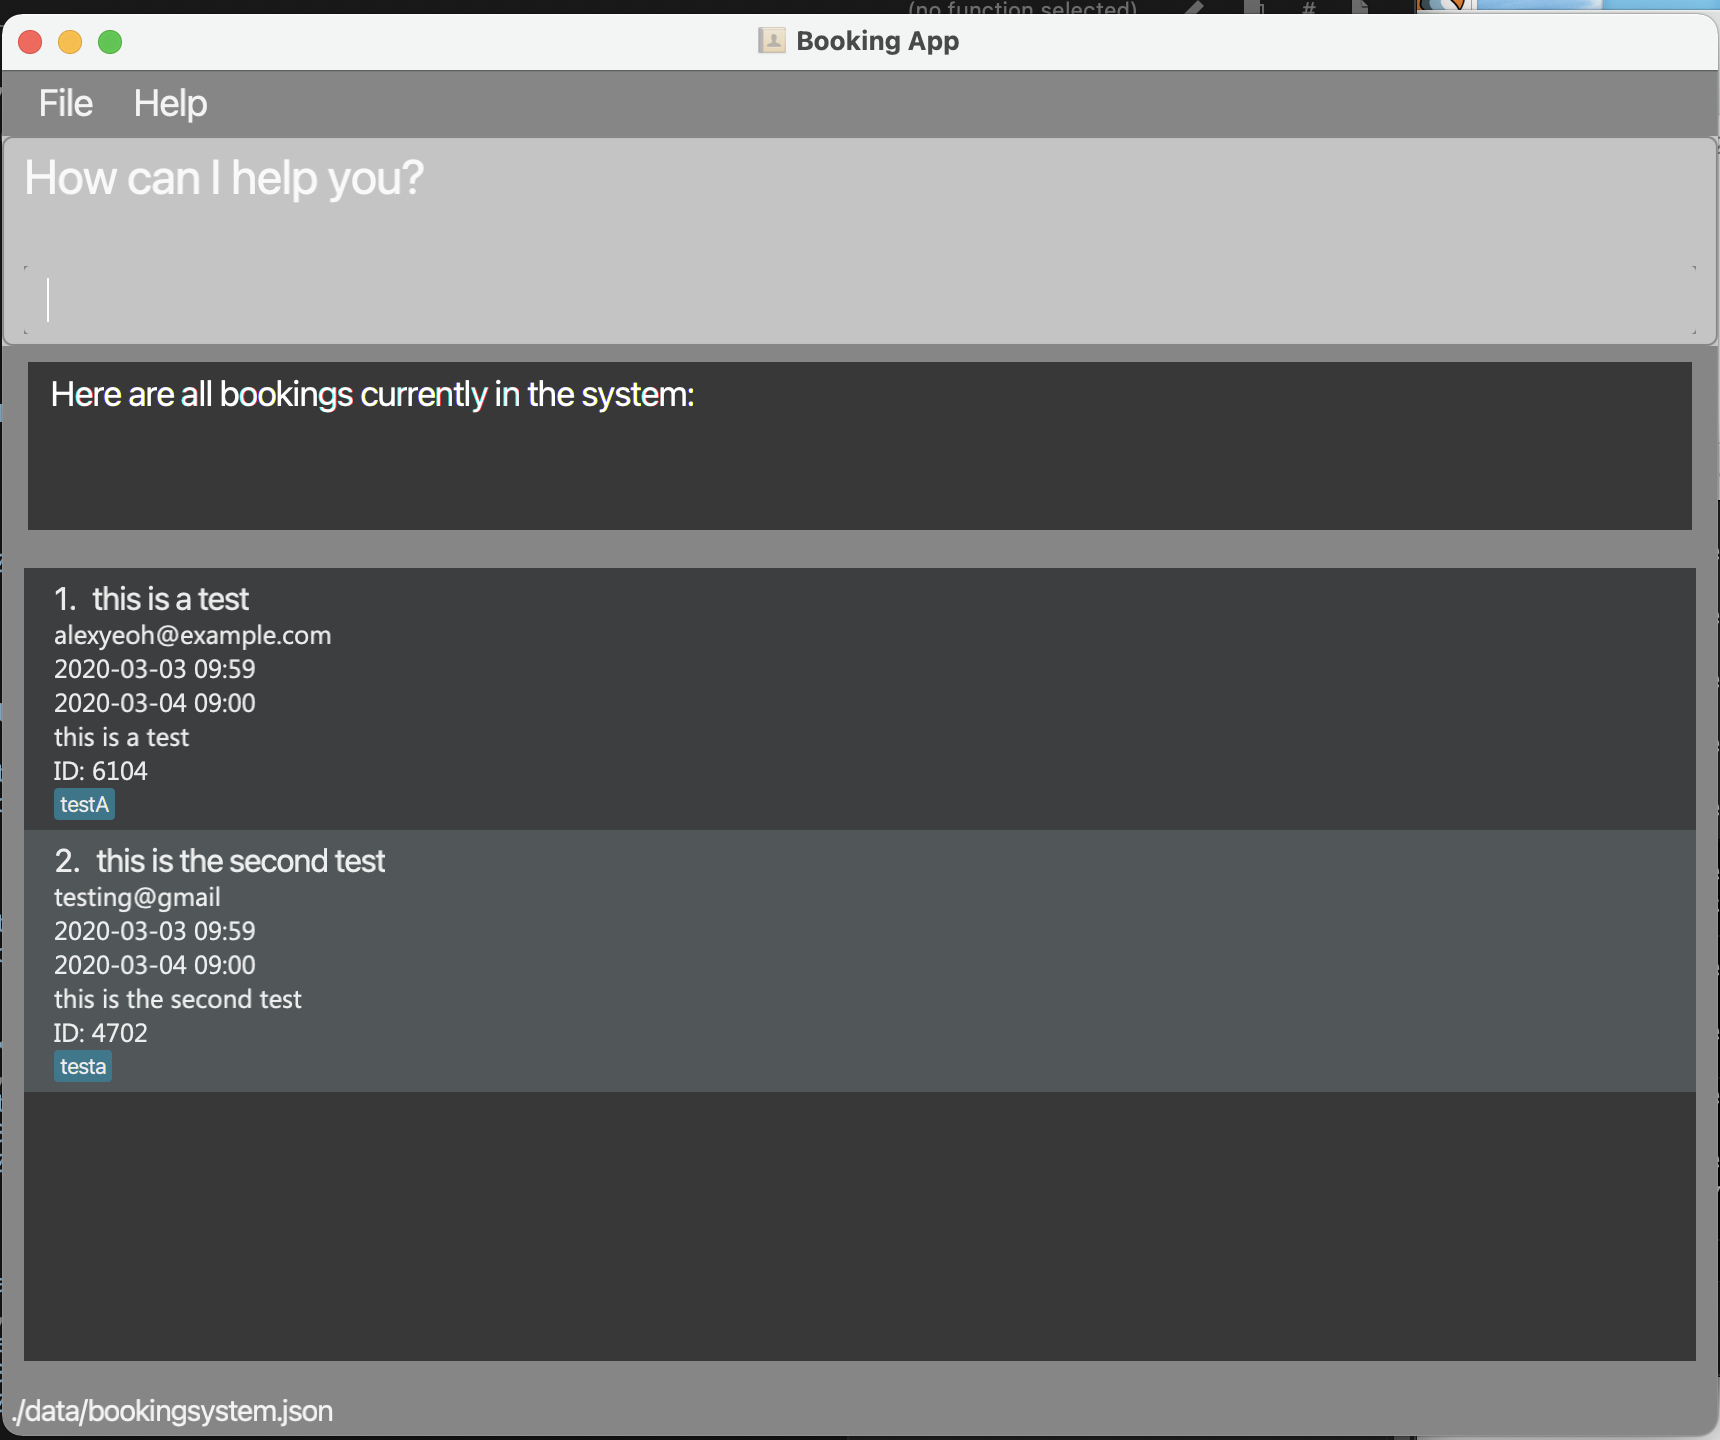 (no function selected)
#
Booking App
File Help
How can I help you?
Here are all bookings currently in the system:
1. this is a test
alexyeoh@example.com
2020-03-03 09:59
2020-03-04 09:00
this is a test
ID: 6104
testA
2. this is the second test
testing@gmail
2020-03-03 09:59
2020-03-04 09:00
this is the second test
ID: 4702
testa
./data/bookingsystem.json